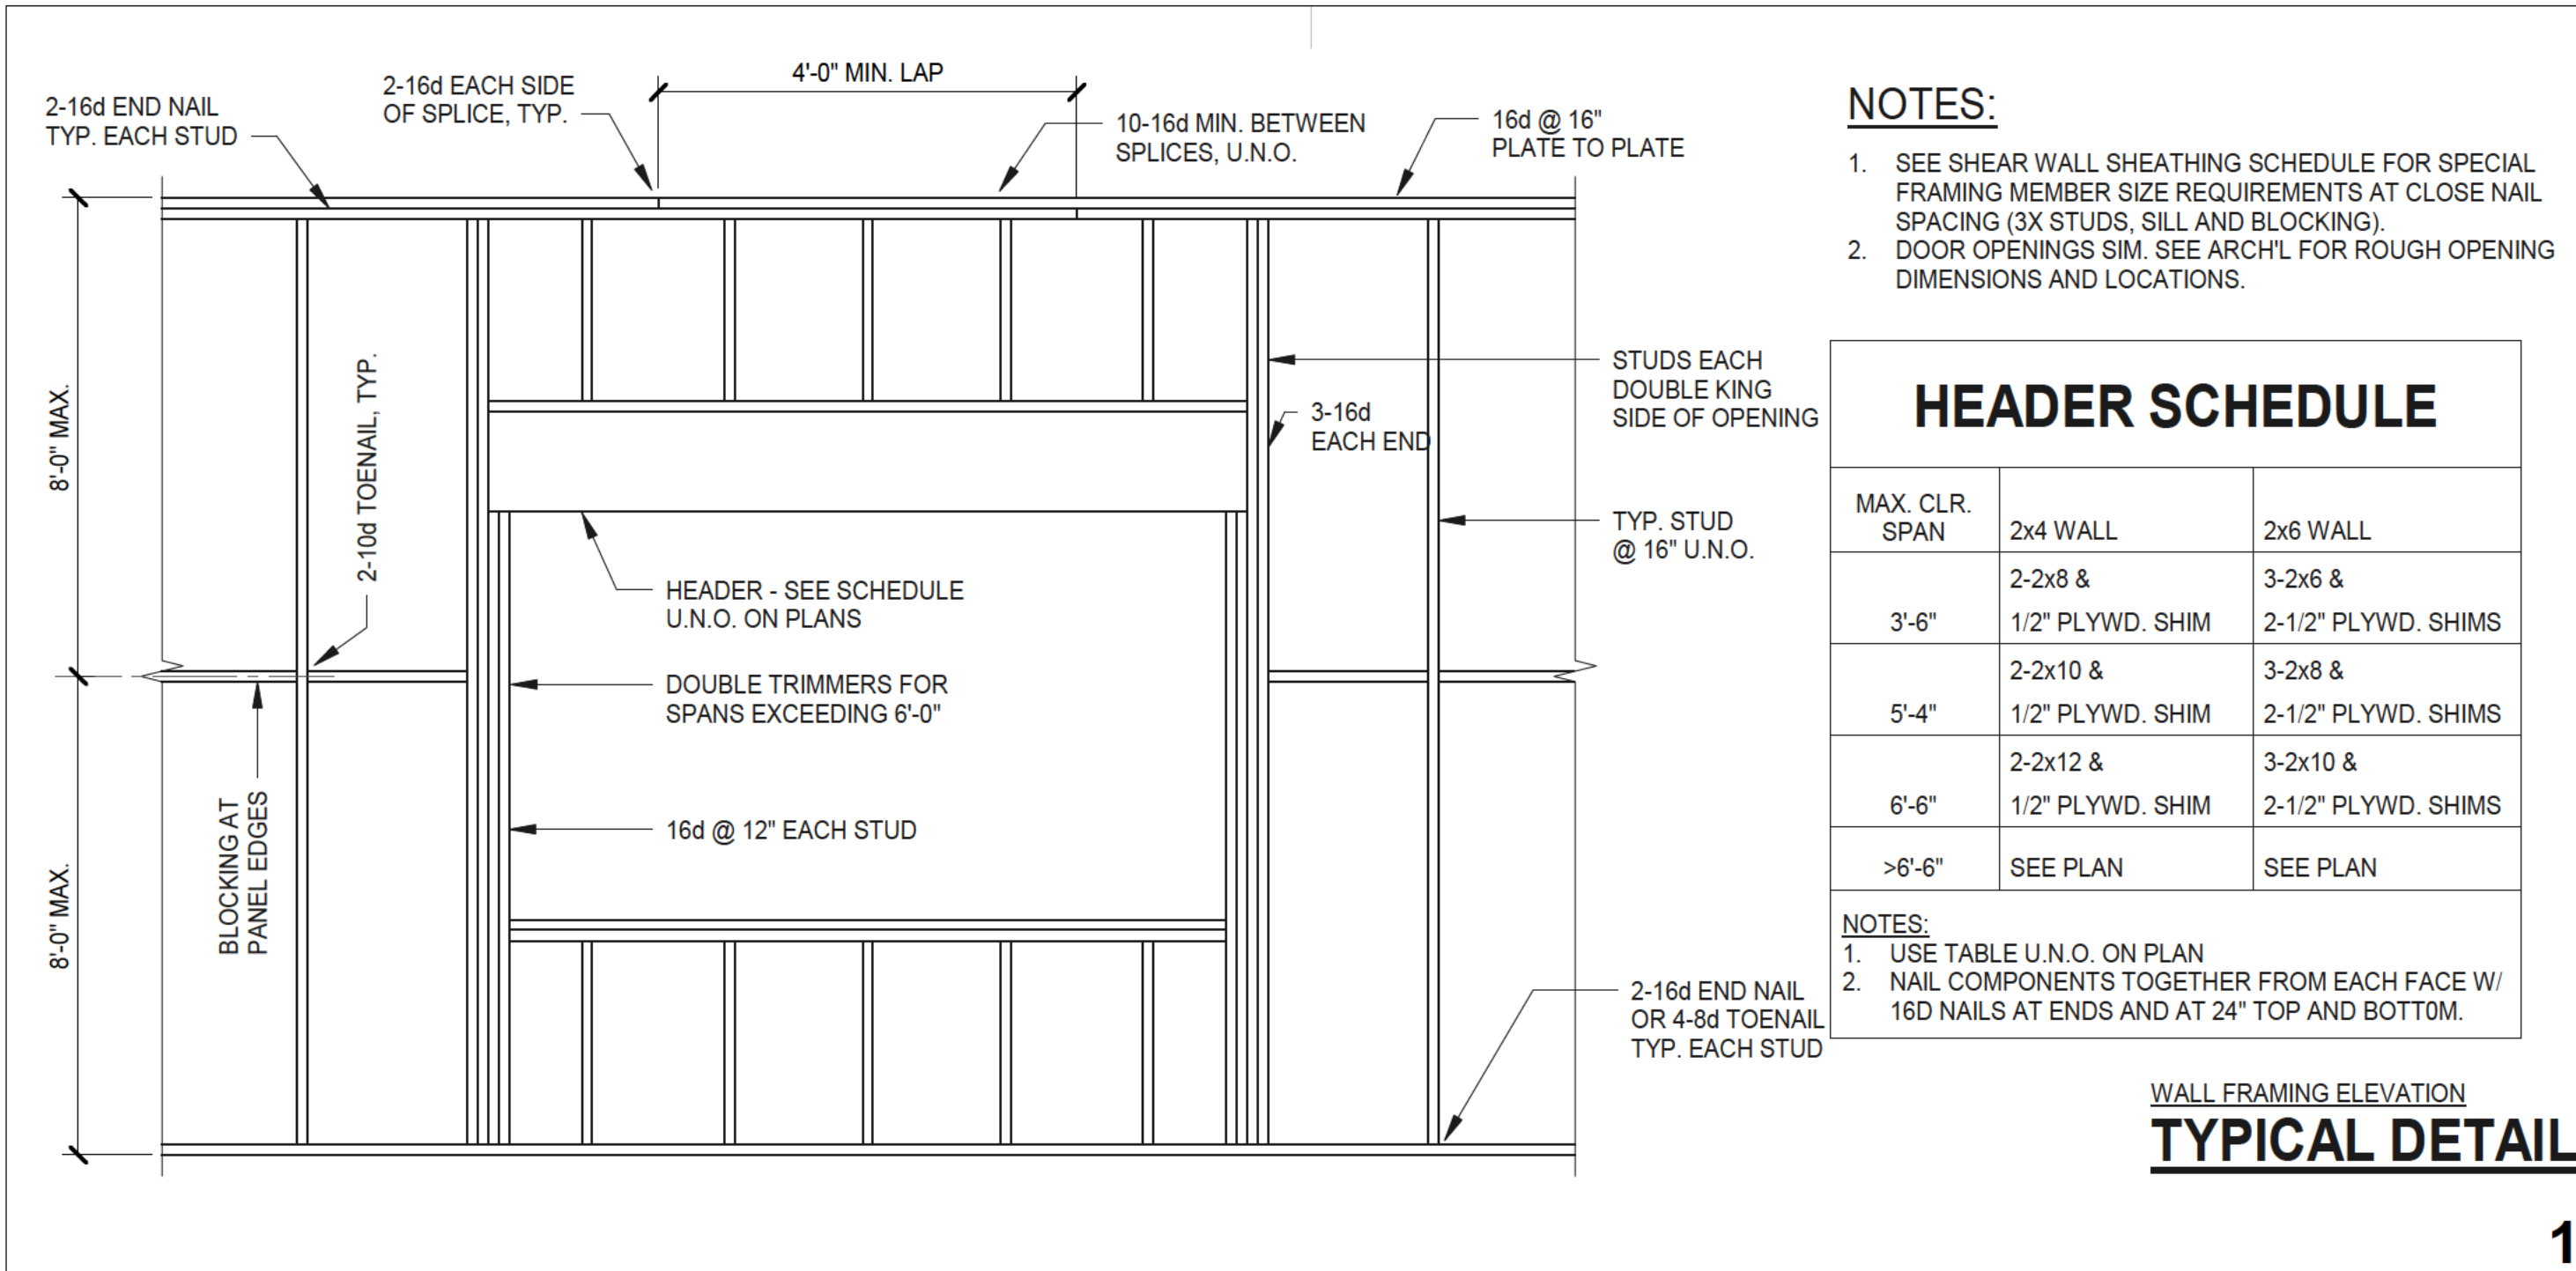 2-16d END NAIL
TYP. EACH STUD
2-16d EACH SIDE
OF SPLICE, TYP.
4'-0" MIN. LAP
10-16d MIN. BETWEEN
SPLICES, U.N.O.
16d @ 16"
PLATE TO PLATE
8'-0" MAX.
8'-0" MAX.
2-10d TOENAIL, TYP.
BLOCKING AT
PANEL EDGES
HEADER - SEE SCHEDULE
U.N.O. ON PLANS
DOUBLE TRIMMERS FOR
SPANS EXCEEDING 6'-0"
16d @ 12" EACH STUD
3-16d
EACH END
STUDS EACH
DOUBLE KING
SIDE OF OPENING
TYP. STUD
@ 16" U.N.O.
2-16d END NAIL
OR 4-8d TOENAIL
TYP. EACH STUD
NOTES:
1. SEE SHEAR WALL SHEATHING SCHEDULE FOR SPECIAL
FRAMING MEMBER SIZE REQUIREMENTS AT CLOSE NAIL
SPACING (3X STUDS, SILL AND BLOCKING).
2. DOOR OPENINGS SIM. SEE ARCH'L FOR ROUGH OPENING
DIMENSIONS AND LOCATIONS.
HEADER SCHEDULE
MAX. CLR.
SPAN 2x4 WALL 2x6 WALL
2-2x8 & 3-2x6 &
3'-6" 1/2" PLYWD. SHIM 2-1/2" PLYWD. SHIMS
2-2x10 & 3-2x8 &
5'-4" 1/2" PLYWD. SHIM 2-1/2" PLYWD. SHIMS
2-2x12 & 3-2x10 &
6'-6" 1/2" PLYWD. SHIM 2-1/2" PLYWD. SHIMS
>6'-6" SEE PLAN SEE PLAN
NOTES:
1. USE TABLE U.N.O. ON PLAN
2. NAIL COMPONENTS TOGETHER FROM EACH FACE W/
16D NAILS AT ENDS AND AT 24" TOP AND BOTT0M.
WALL FRAMING ELEVATION
TYPICAL DETAIL
1